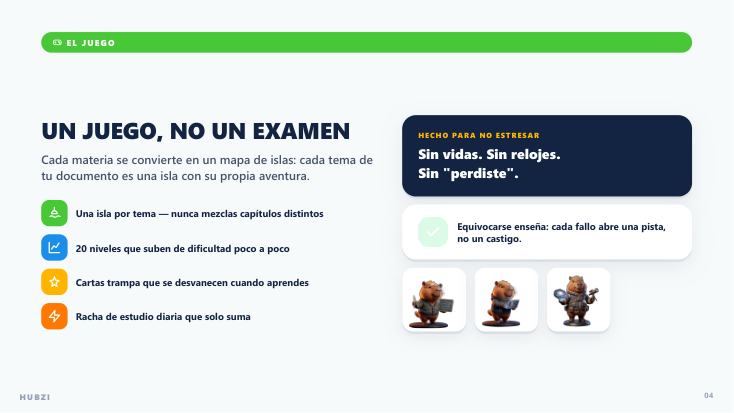 EL JUEGO
UN JUEGO, NO UN EXAMEN
Cada materia se convierte en un mapa de islas: cada tema de
tu documento es una isla con su propia aventura.
Una isla por tema — nunca mezclas capítulos distintos
20 niveles que suben de dificultad poco a poco
Cartas trampa que se desvanecen cuando aprendes
Racha de estudio diaria que solo suma
HECHO PARA NO ESTRESAR
Sin vidas. Sin relojes.
Sin "perdiste".
Equivocarse enseña: cada fallo abre una pista,
no un castigo.
HUBZI
04